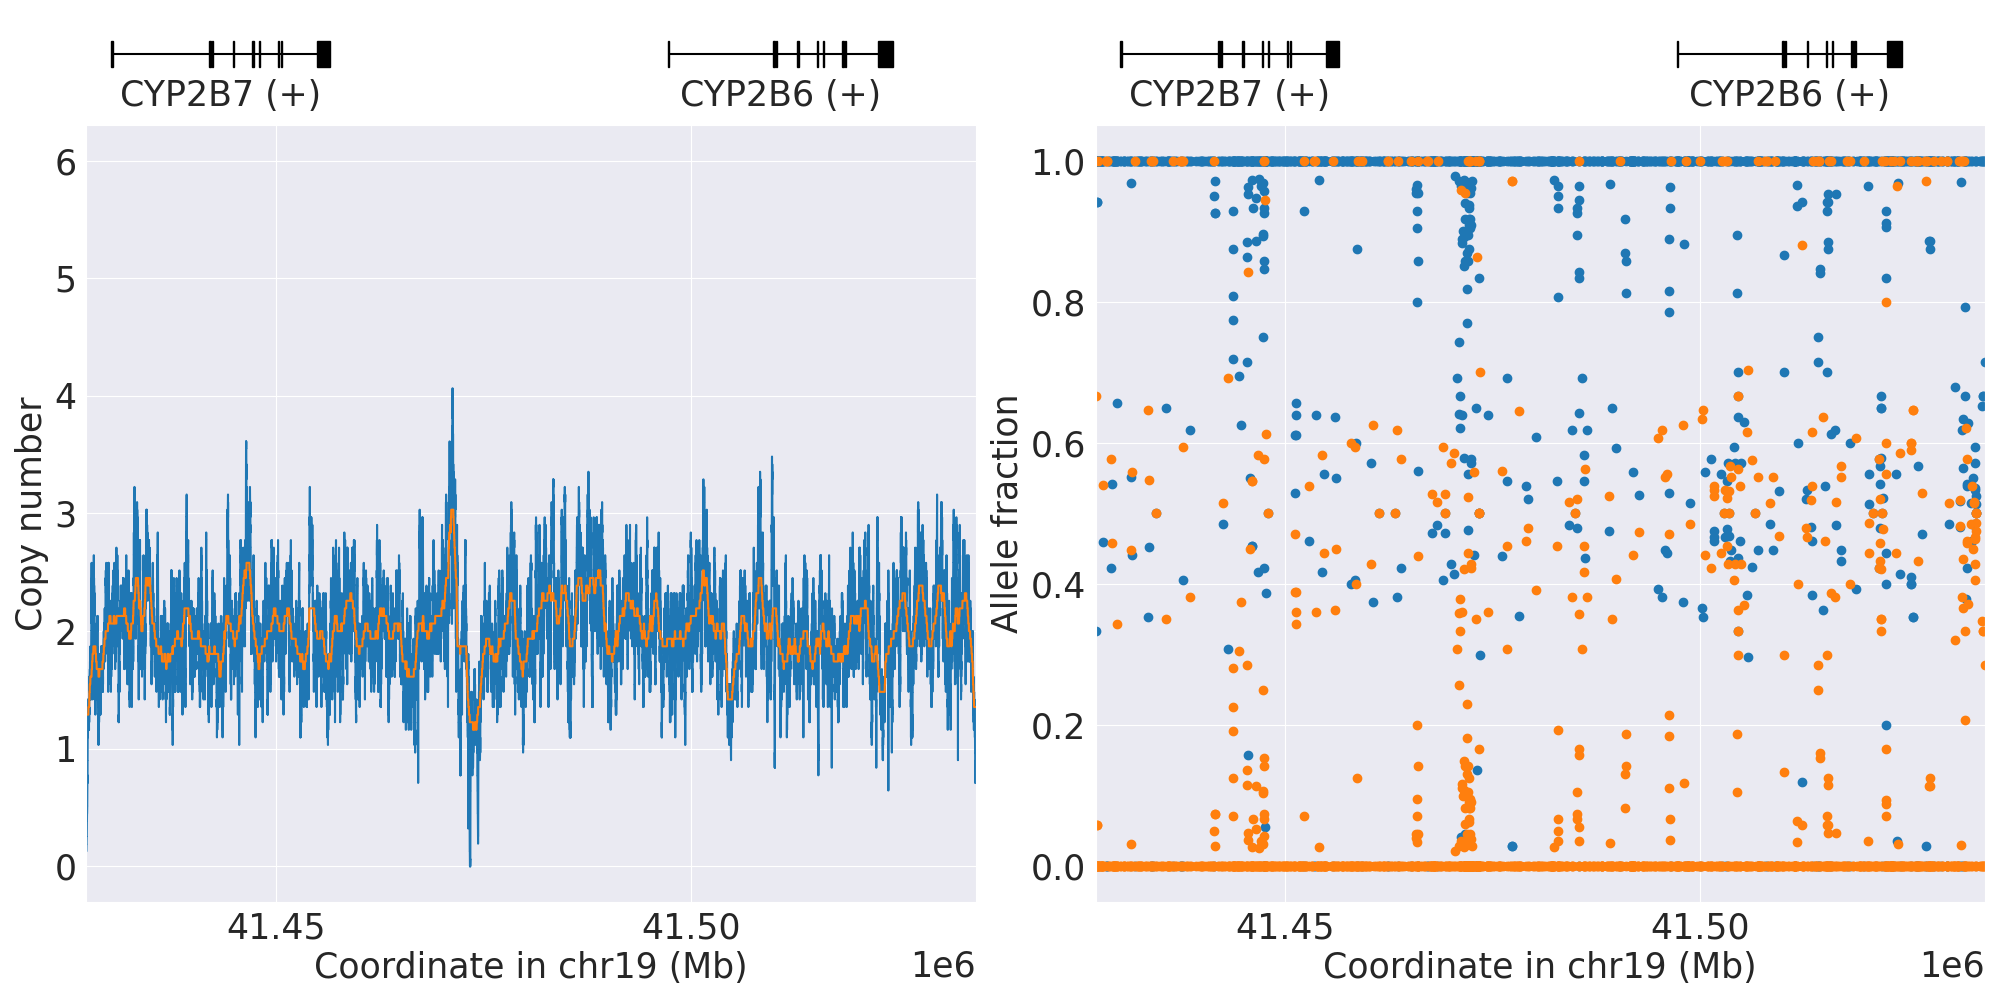 CYP2B7 (+) CYP2B6 (+)
CYP2B7 (+) CYP2B6 (+)
Copy number
6
5
4
3
2
1
0
41.45 41.50
Coordinate in chr19 (Mb) 1e6
Allele fraction
1.0
0.8
0.6
0.4
0.2
0.0
41.45 41.50
Coordinate in chr19 (Mb) 1e6